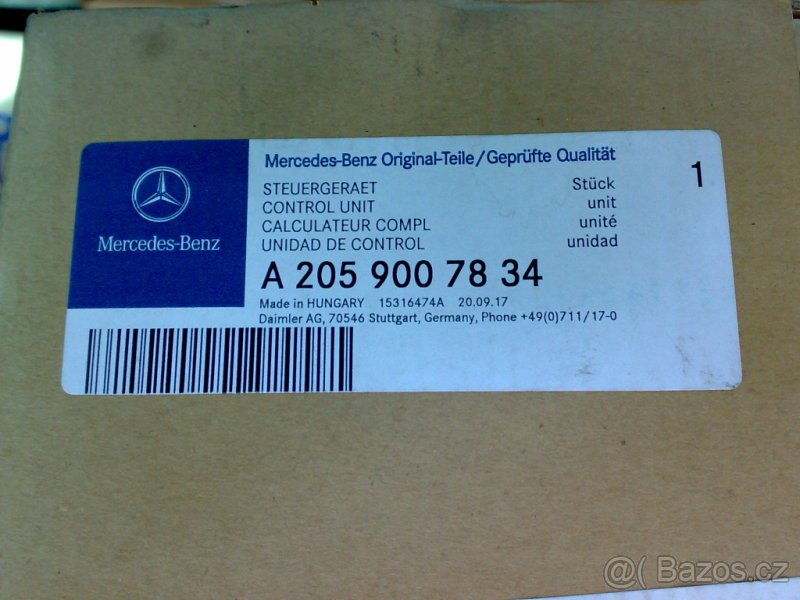 Mercedes-Benz
Mercedes-Benz Original-Teile/Geprüfte Qualität
STEUERGERAET Stück 1
CONTROL UNIT unit
CALCULATEUR COMPL unité
UNIDAD DE CONTROL unidad
A 205 900 78 34
Made in HUNGARY 15316474A 20.09.17
Daimler AG, 70546 Stuttgart, Germany, Phone +49(0)711/17-0
@( Bazos.cz